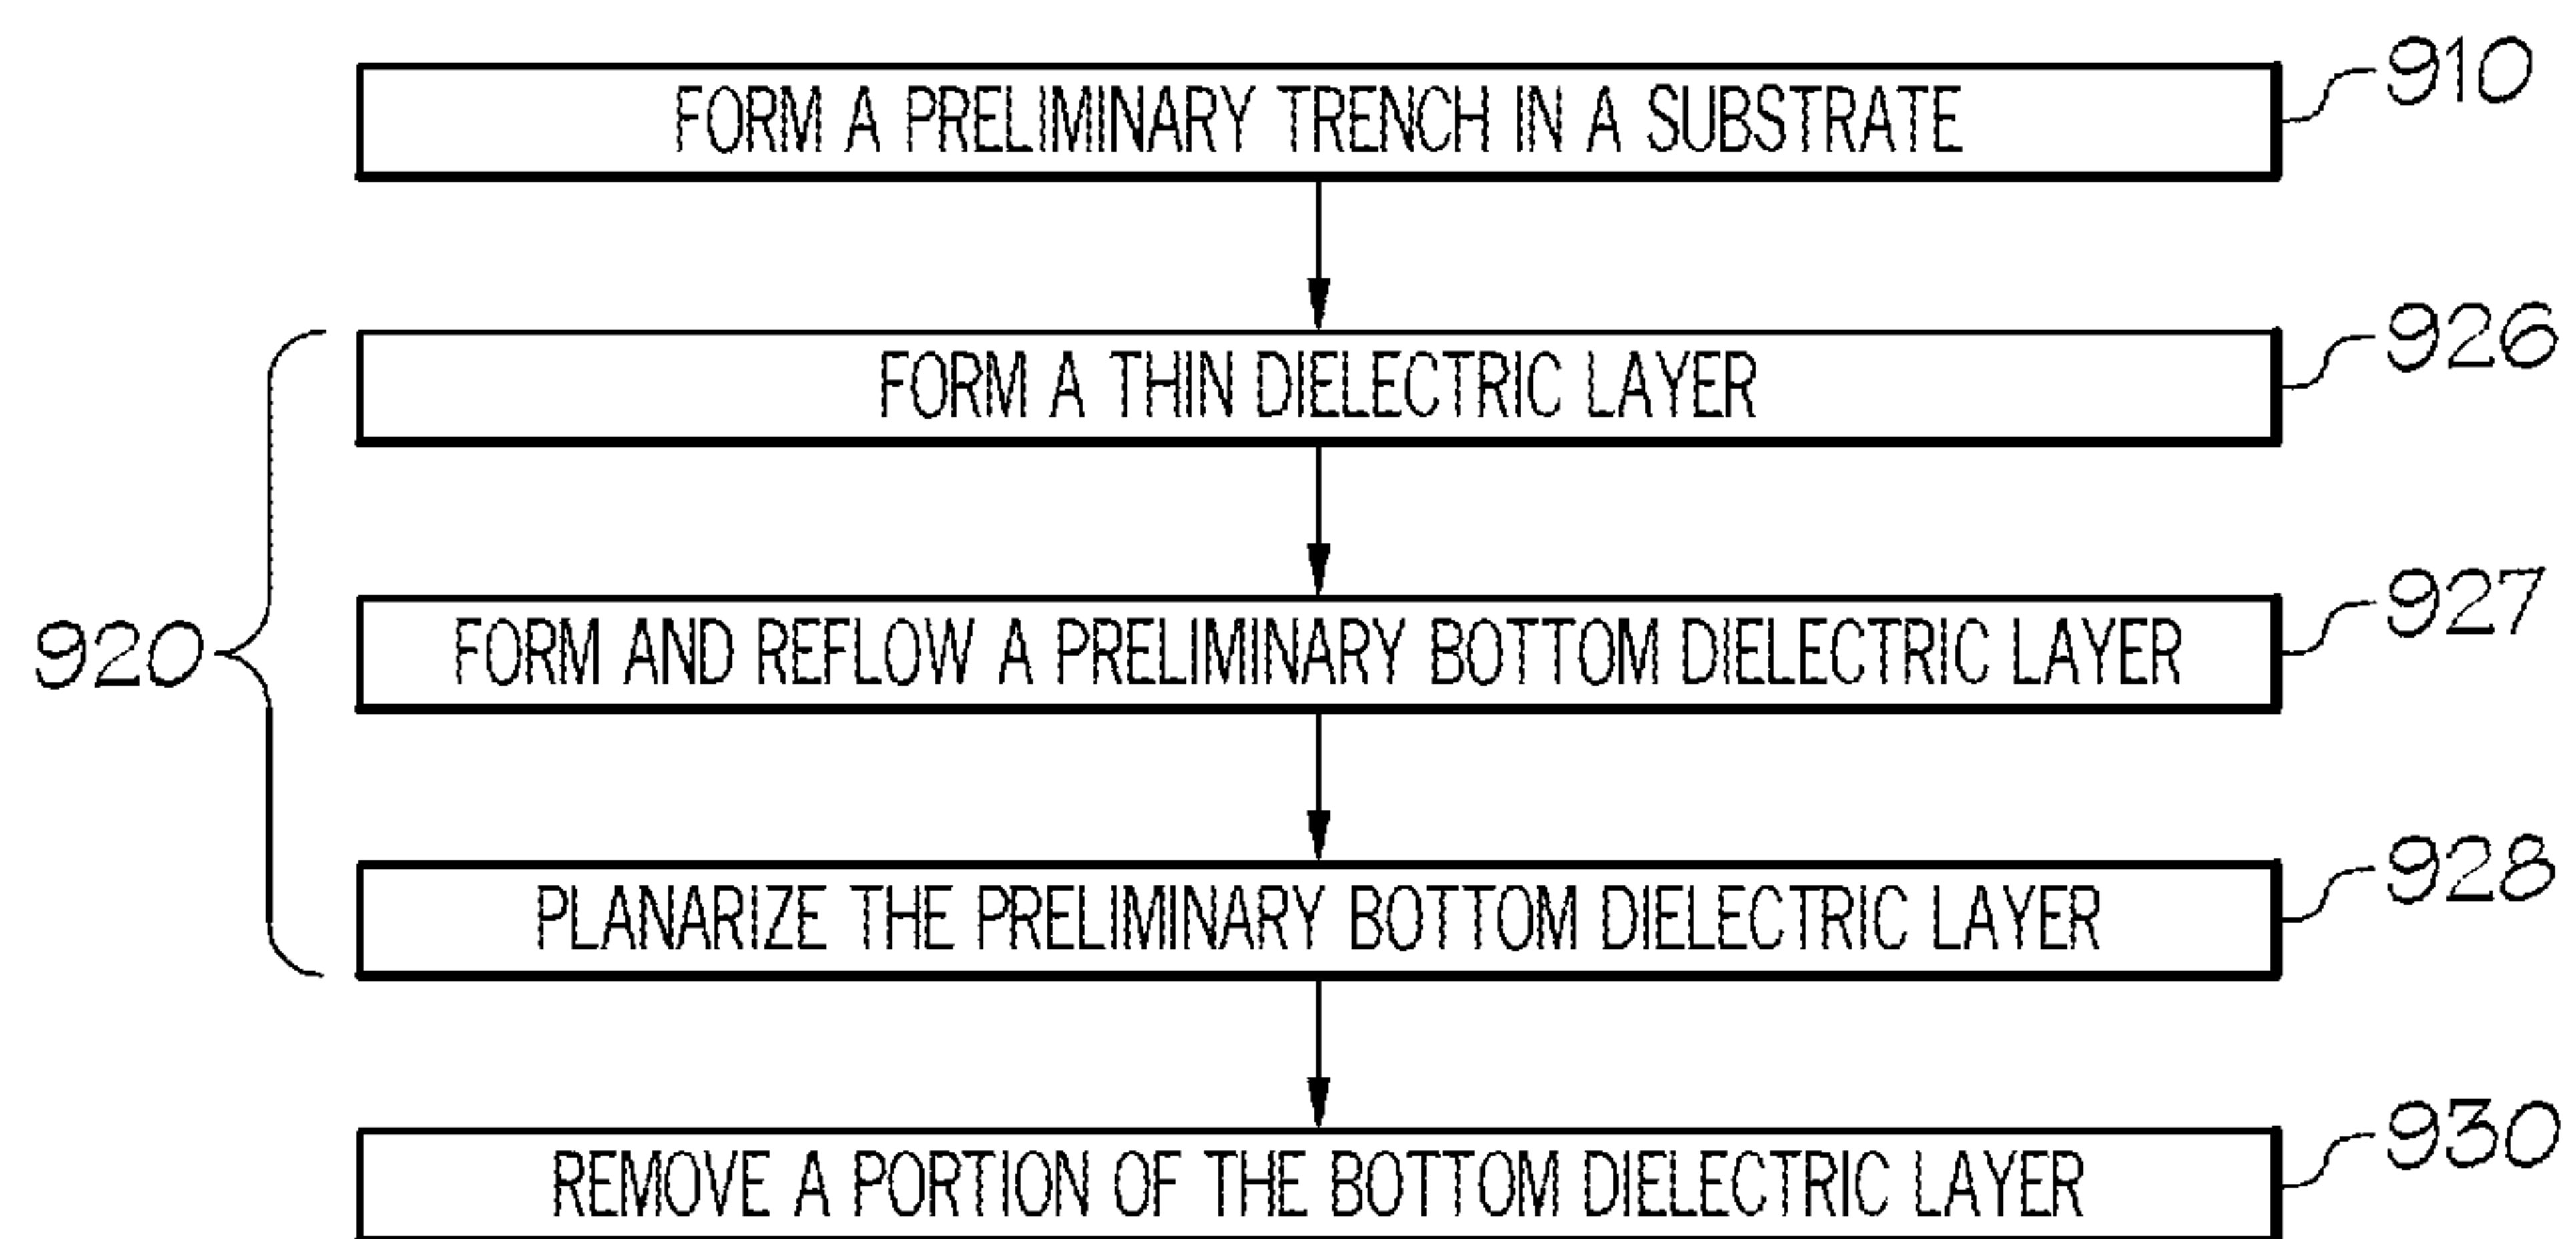 FORM A PRELIMINARY TRENCH IN A SUBSTRATE
910
FORM A THIN DIELECTRIC LAYER
926
920
FORM AND REFLOW A PRELIMINARY BOTTOM DIELECTRIC LAYER
927
PLANARIZE THE PRELIMINARY BOTTOM DIELECTRIC LAYER
928
REMOVE A PORTION OF THE BOTTOM DIELECTRIC LAYER
930